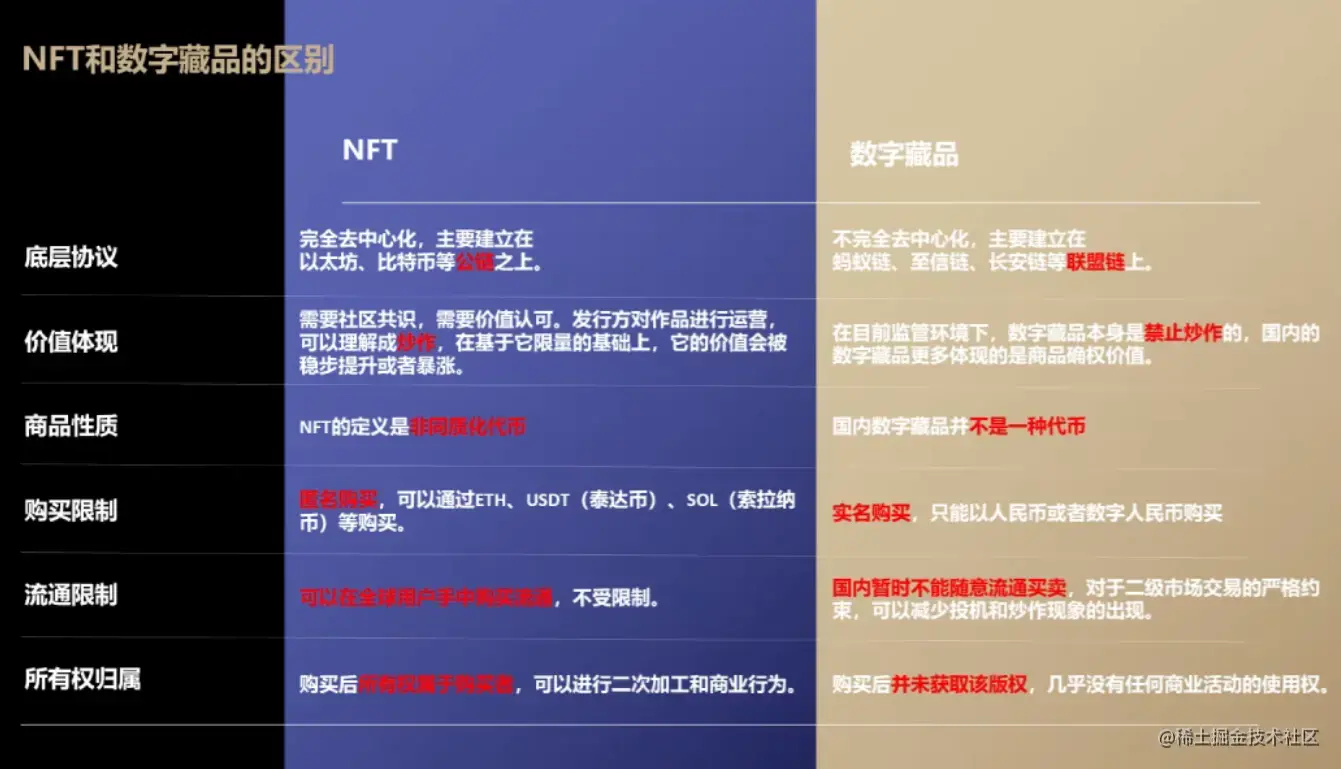 NFT和数字藏品的区别
NFT
数字藏品
底层协议
完全去中心化，主要建立在
以太坊、比特币等公链之上。
不完全去中心化，主要建立在
蚂蚁链、至信链、长安链等联盟链上。
价值体现
需要社区共识，需要价值认可。发行方对作品进行运营，
可以理解成炒作，在基于它限量的基础上，它的价值会被
稳步提升或者暴涨。
在目前监管环境下，数字藏品本身是禁止炒作的，国内的
数字藏品更多体现的是商品确权价值。
商品性质
NFT的定义是非同质化代币
国内数字藏品并不是一种代币
购买限制
匿名购买，可以通过ETH、USDT（泰达币）、SOL（索拉纳
币）等购买。
实名购买，只能以人民币或者数字人民币购买
流通限制
可以在全球用户手中购买流通，不受限制。
国内暂时不能随意流通买卖，对于二级市场交易的严格约
束，可以减少投机和炒作现象的出现。
所有权归属
购买后所有权属于购买者，可以进行二次加工和商业行为。
购买后并未获取该版权，几乎没有任何商业活动的使用权。
@稀土掘金技术社区